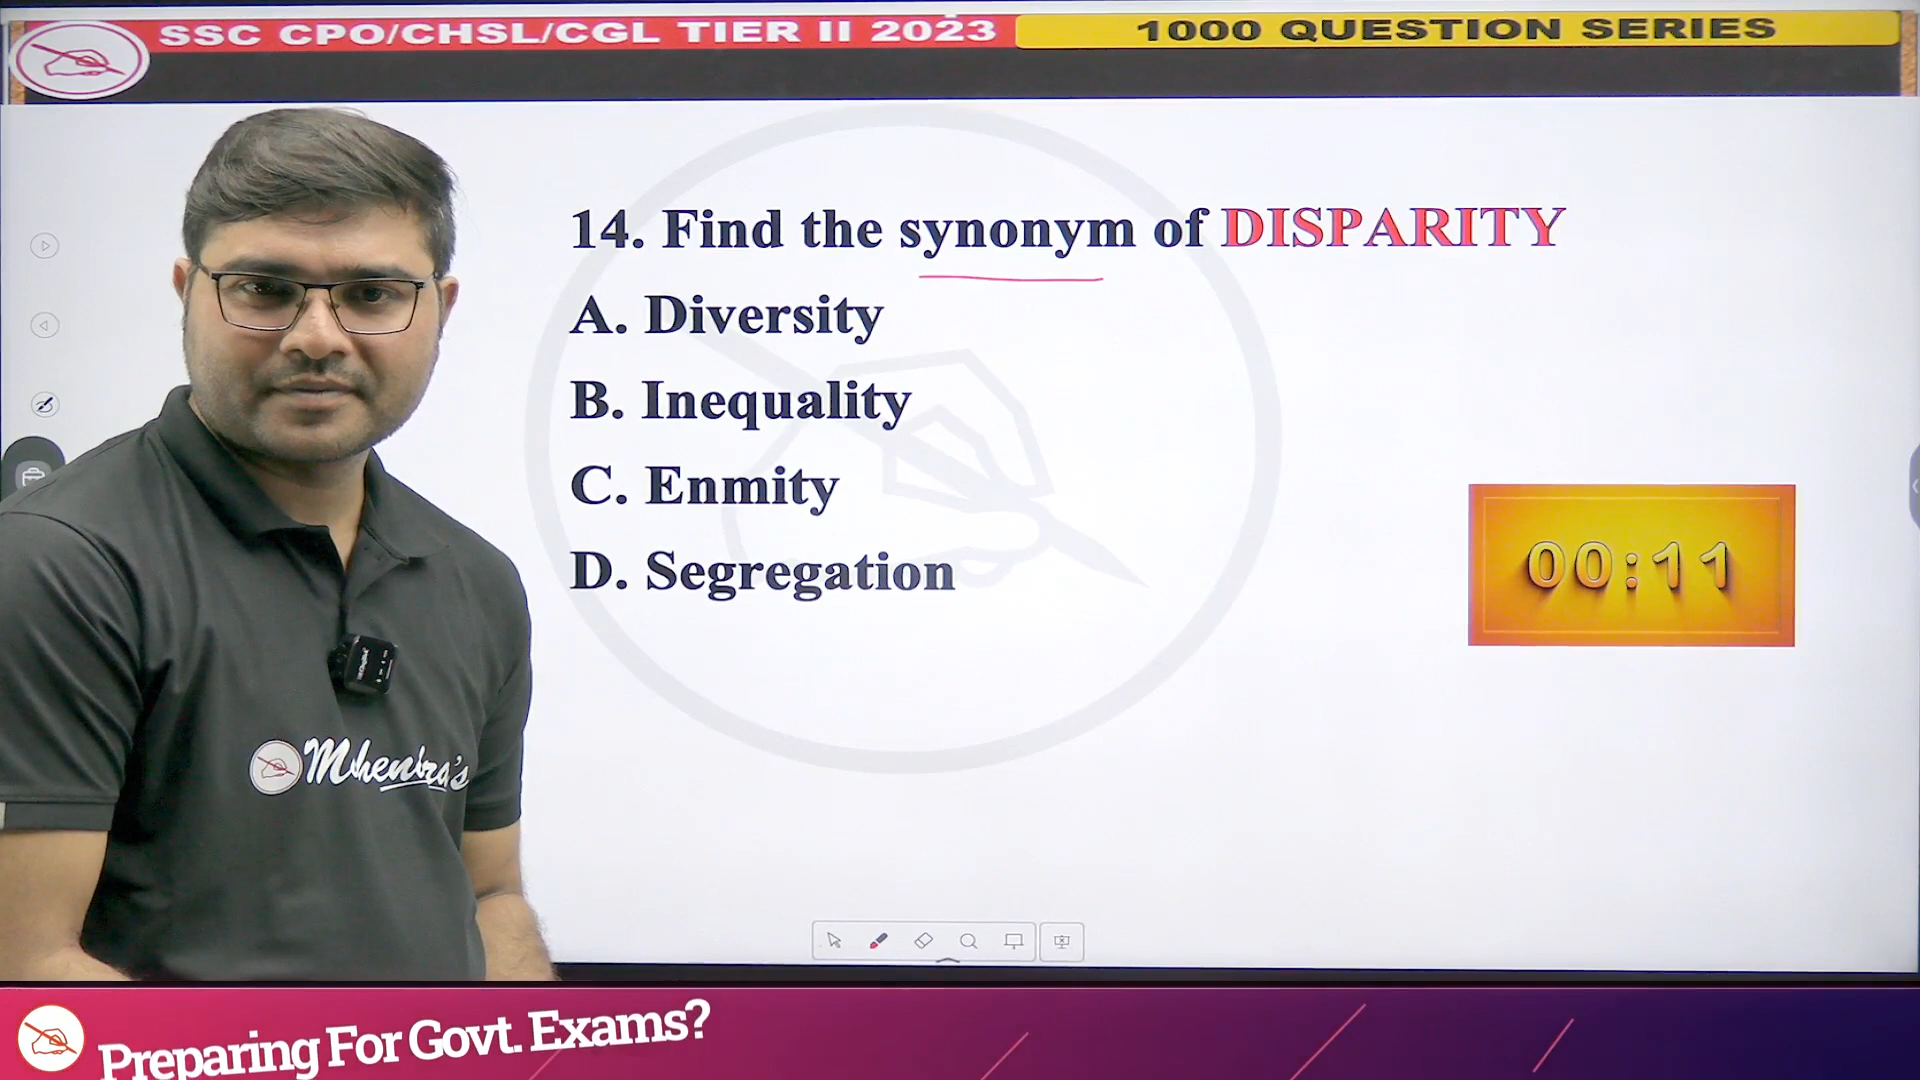 SSC CPO/CHSL/CGL TIER II 2023
1000 QUESTION SERIES
14. Find the synonym of DISPARITY
A. Diversity
B. Inequality
C. Enmity
D. Segregation
00:11
Mahendra's
Preparing For Govt. Exams?